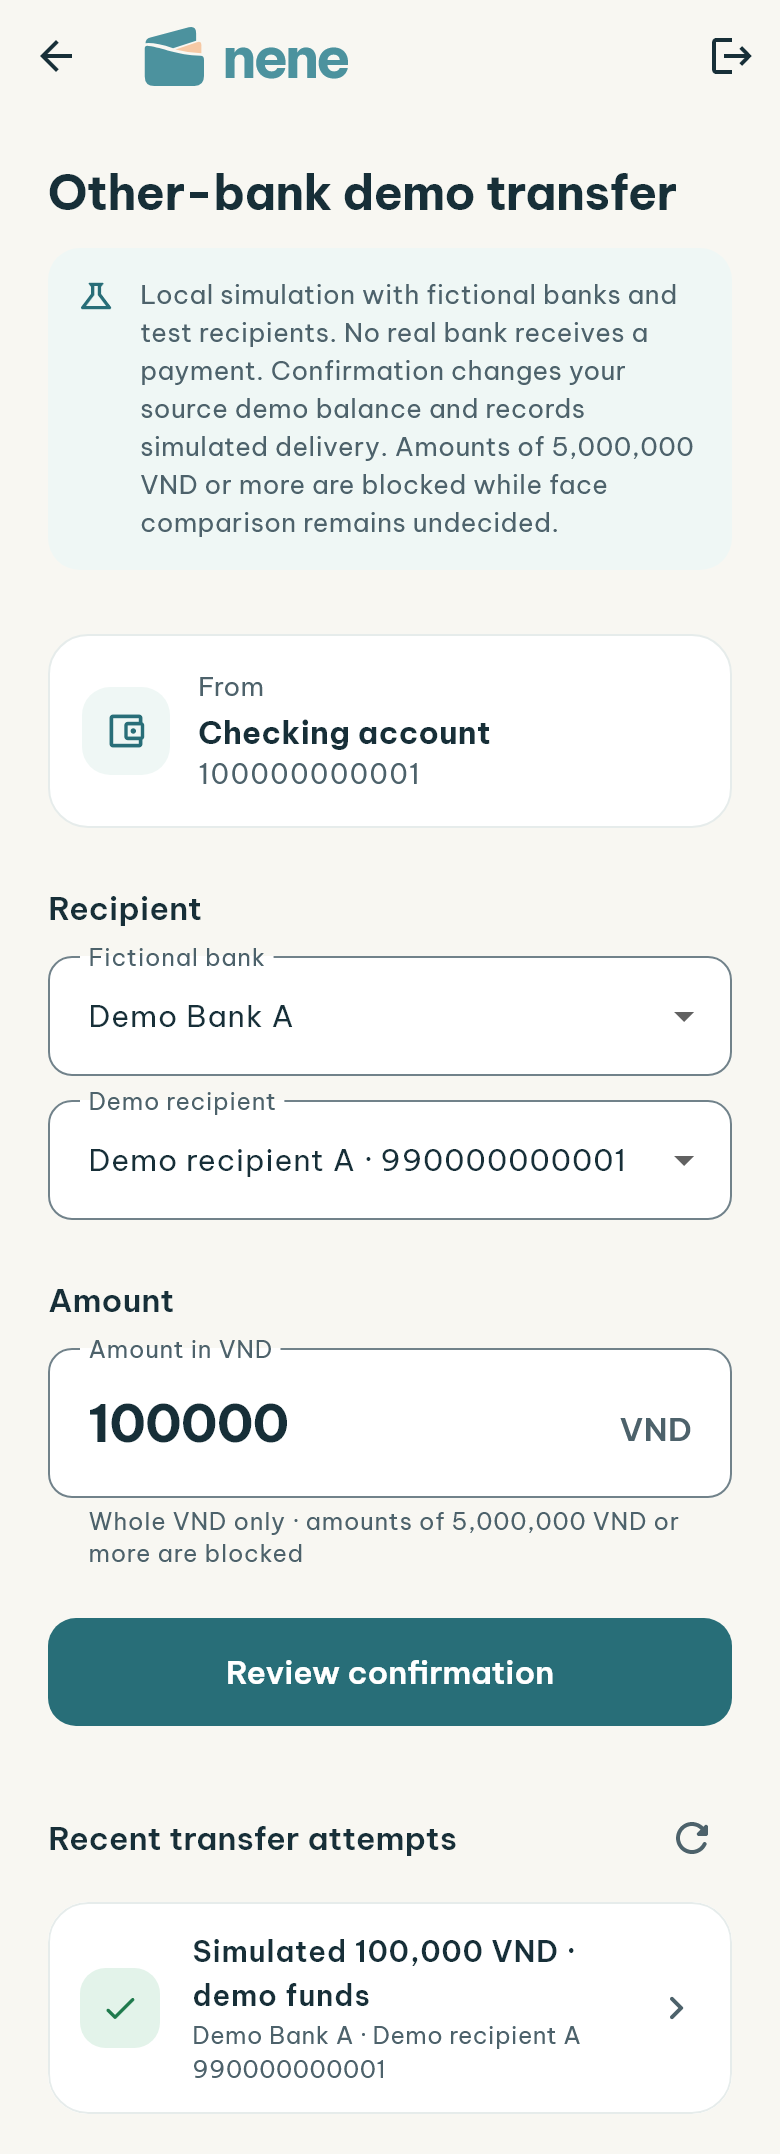 nene
Other-bank demo transfer
Local simulation with fictional banks and
test recipients. No real bank receives a
payment. Confirmation changes your
source demo balance and records
simulated delivery. Amounts of 5,000,000
VND or more are blocked while face
comparison remains undecided.
From
Checking account
100000000001
Recipient
Fictional bank
Demo Bank A
Demo recipient
Demo recipient A · 990000000001
Amount
Amount in VND
100000 VND
Whole VND only · amounts of 5,000,000 VND or
more are blocked
Review confirmation
Recent transfer attempts
Simulated 100,000 VND ·
demo funds
Demo Bank A · Demo recipient A
990000000001